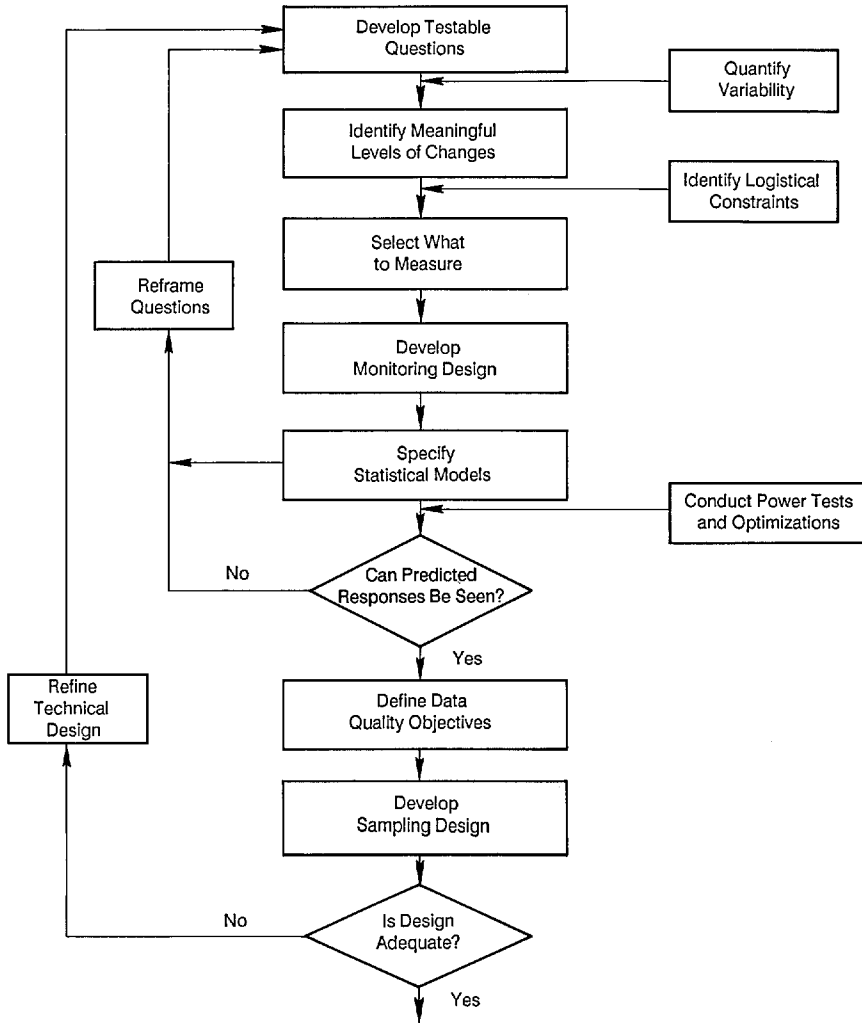 Develop Testable
Questions
Quantify
Variability
Identify Meaningful
Levels of Changes
Identify Logistical
Constraints
Select What
to Measure
Reframe
Questions
Develop
Monitoring Design
Specify
Statistical Models
Conduct Power Tests
and Optimizations
No
Can Predicted
Responses Be Seen?
Yes
Refine
Technical
Design
Define Data
Quality Objectives
Develop
Sampling Design
No
Is Design
Adequate?
Yes